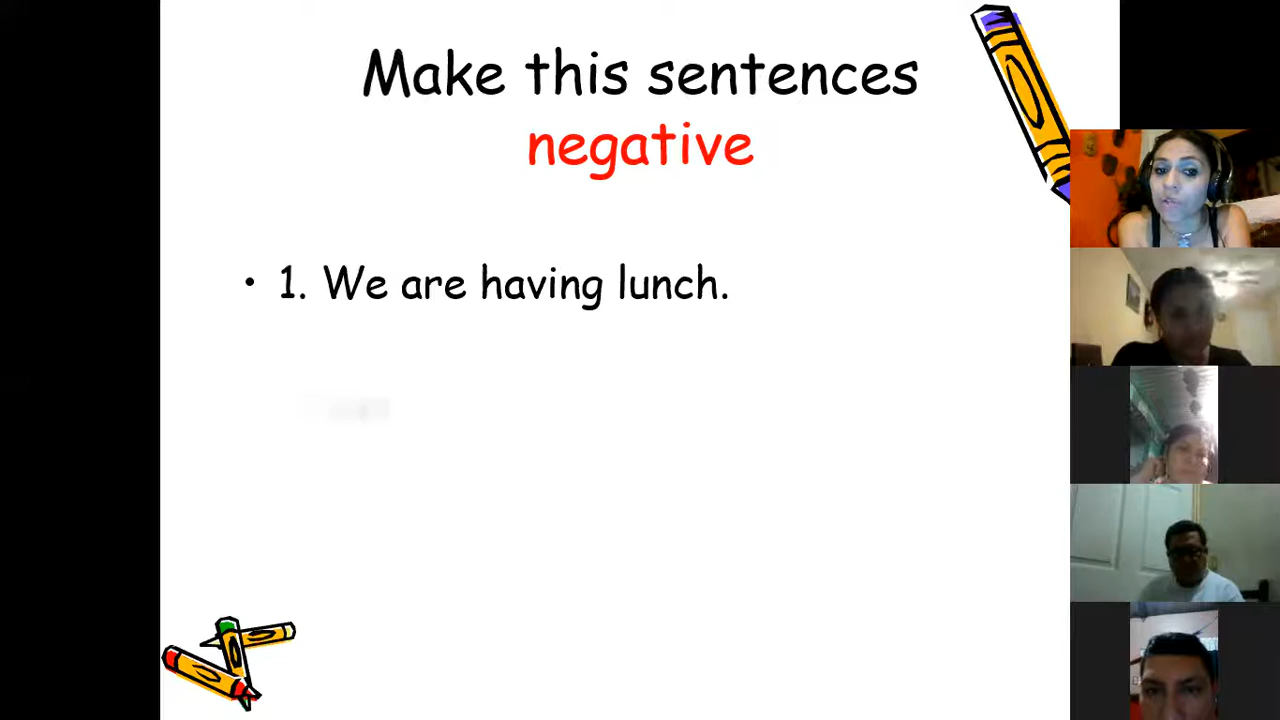 Make this sentences
negative
• 1. We are having lunch.